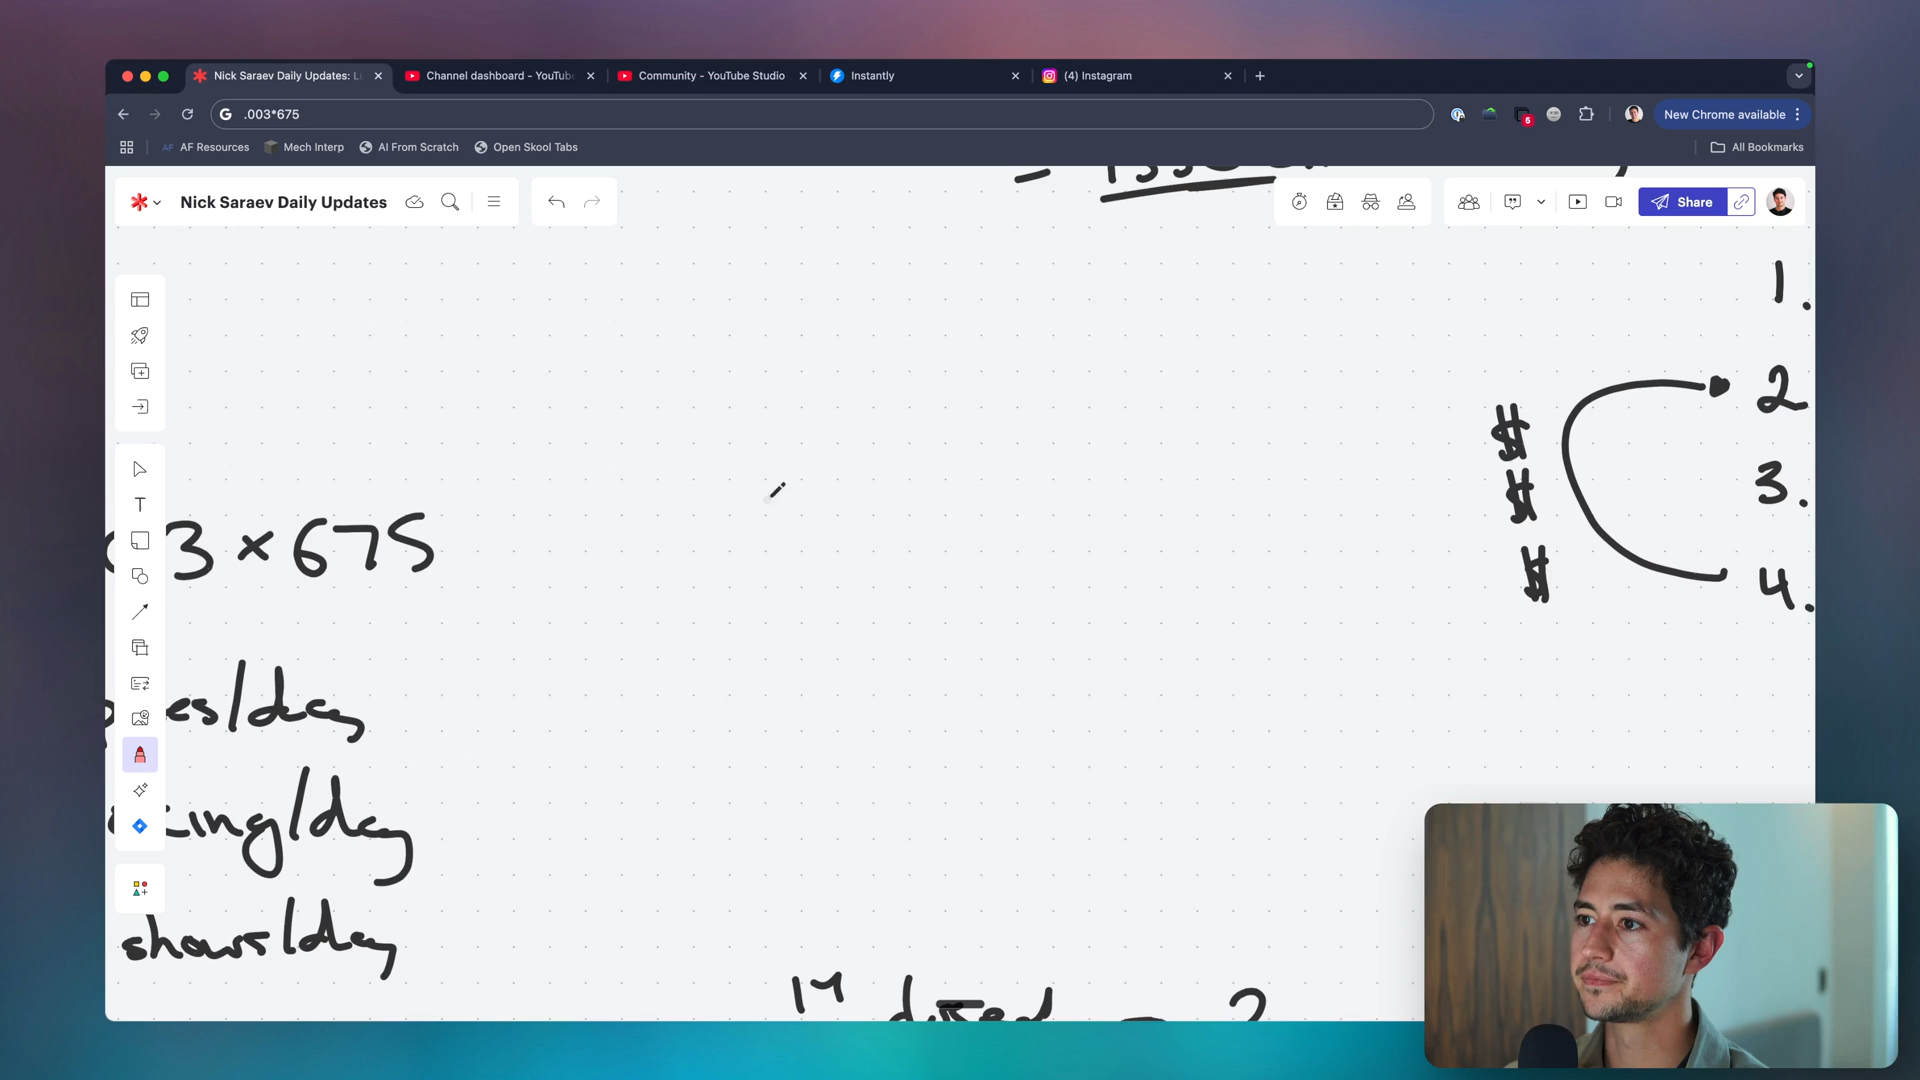 Nick Saraev Daily Updates: L
Channel dashboard - YouTube
Community - YouTube Studio
Instantly
(4) Instagram
.003*675
5
New Chrome available
AF Resources
Mech Interp
AI From Scratch
Open Skool Tabs
All Bookmarks
Nick Saraev Daily Updates
Share
1.
2
$
3.
$
3 × 675
$
4.
es/day
king/day
shows/day